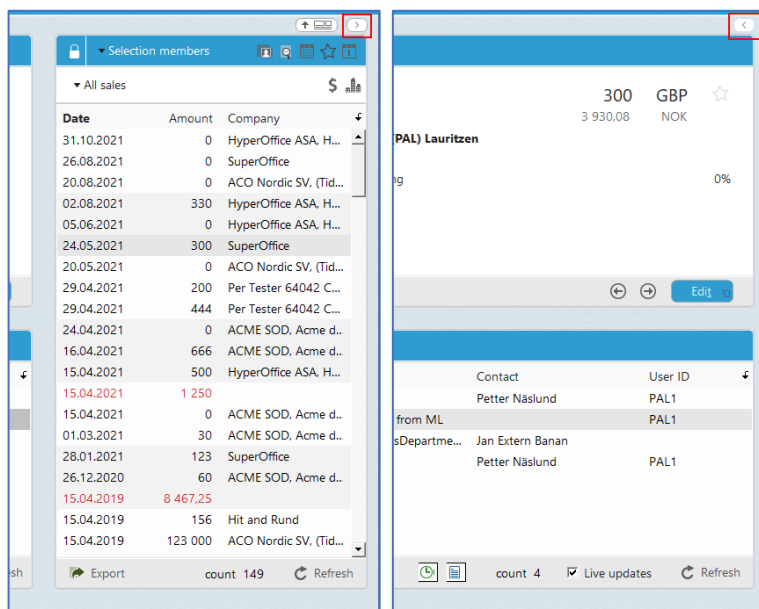 Selection members
1
All sales
$
Date Amount Company
31.10.2021 0 HyperOffice ASA, H...
26.08.2021 0 SuperOffice
20.08.2021 0 ACO Nordic SV, (Tid...
02.08.2021 330 HyperOffice ASA, H...
05.06.2021 0 HyperOffice ASA, H...
24.05.2021 300 SuperOffice
20.05.2021 0 ACO Nordic SV, (Tid...
29.04.2021 200 Per Tester 64042 C...
29.04.2021 444 Per Tester 64042 C...
24.04.2021 0 ACME SOD, Acme d...
16.04.2021 666 ACME SOD, Acme d...
15.04.2021 500 HyperOffice ASA, H...
15.04.2021 1 250
15.04.2021 0 ACME SOD, Acme d...
01.03.2021 30 ACME SOD, Acme d...
28.01.2021 123 SuperOffice
26.12.2020 60 ACME SOD, Acme d...
15.04.2019 8 467,25
15.04.2019 156 Hit and Rund
15.04.2019 123 000 ACO Nordic SV, (Tid...
sh
Export count 149 Refresh
300 GBP
3 930,08 NOK
(PAL) Lauritzen
ng 0%
Edit
Contact User ID
Petter Näslund PAL1
from ML PAL1
sDepartme... Jan Extern Banan
Petter Näslund PAL1
count 4 Live updates Refresh